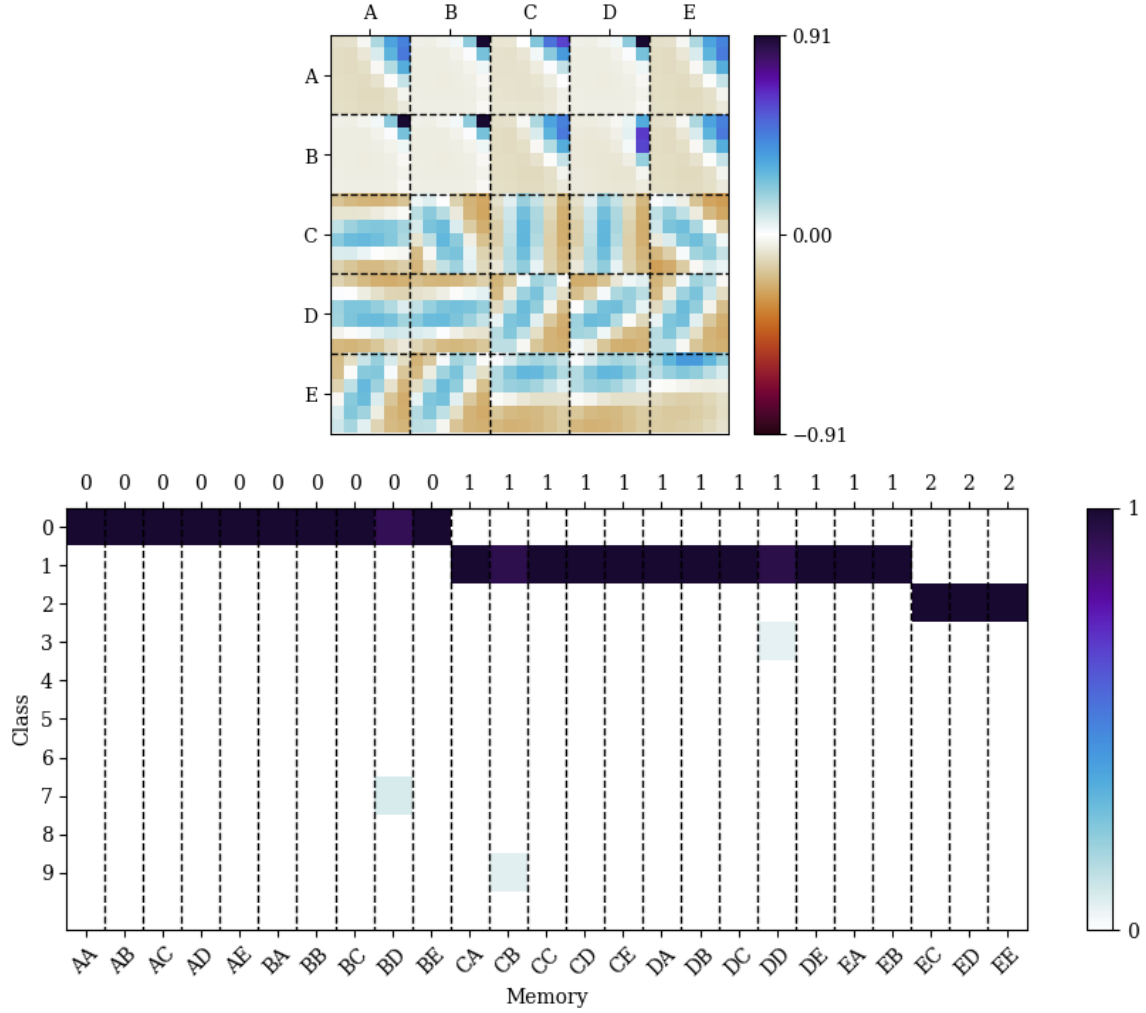 A B C D E
A
B
C
D
E
0.91
0.00
−0.91
0 0 0 0 0 0 0 0 0 0 1 1 1 1 1 1 1 1 1 1 1 1 2 2 2
0
1
2
3
4
5
6
7
8
9
Class
1
0
AA AB AC AD AE BA BB BC BD BE CA CB CC CD CE DA DB DC DD DE EA EB EC ED EE
Memory